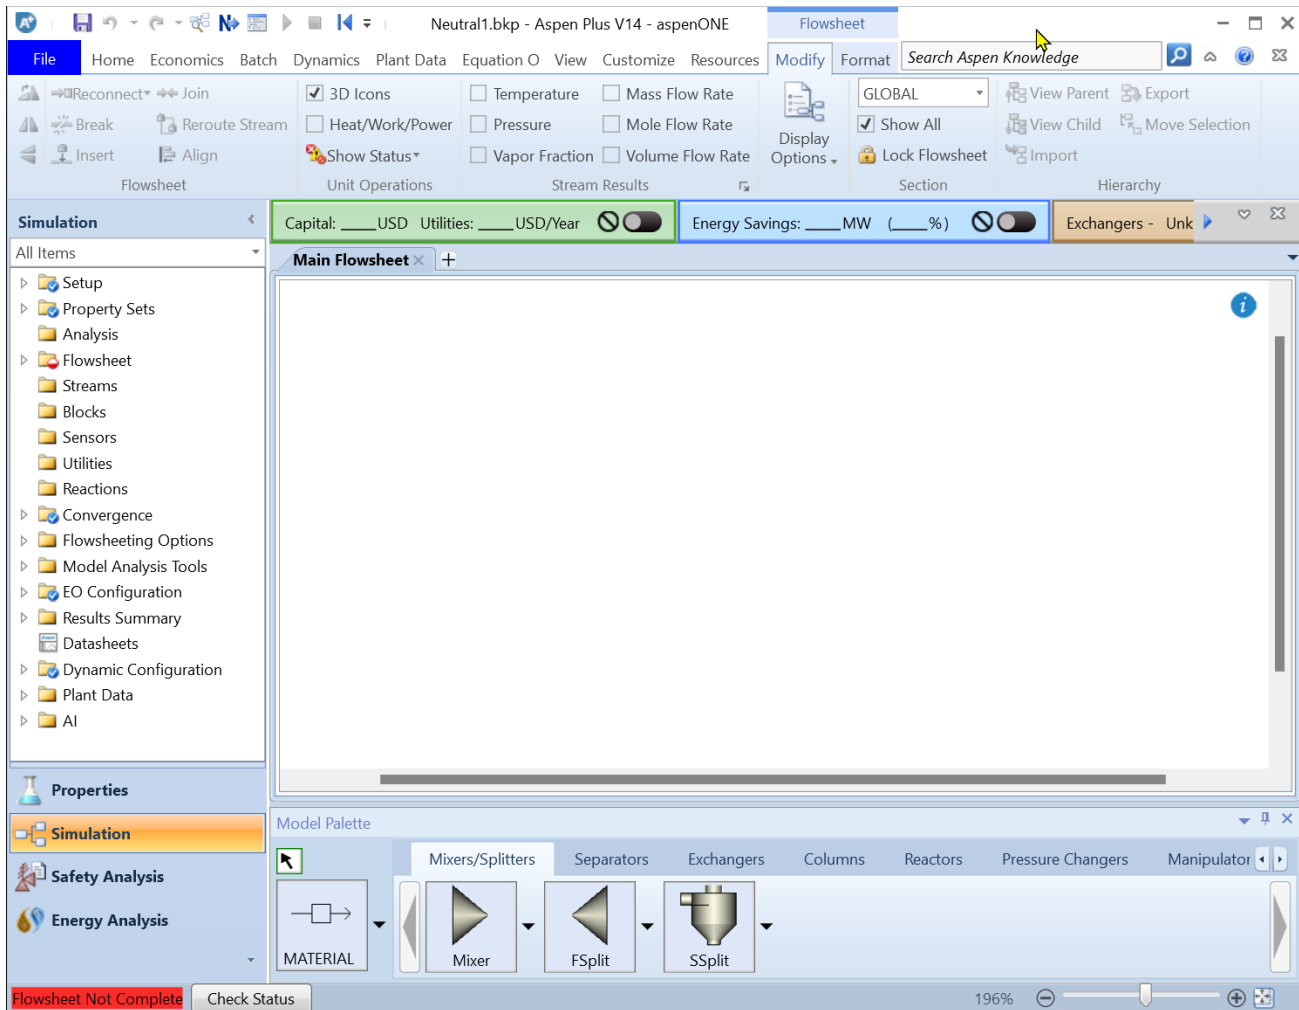 Neutral1.bkp - Aspen Plus V14 - aspenONE
Flowsheet
File Home Economics Batch Dynamics Plant Data Equation O View Customize Resources Modify Format Search Aspen Knowledge
Reconnect Join 3D Icons Temperature Mass Flow Rate GLOBAL View Parent Export
Break Reroute Stream Heat/Work/Power Pressure Mole Flow Rate Show All View Child Move Selection
Insert Align Show Status Vapor Fraction Volume Flow Rate Display Options Lock Flowsheet Import
Flowsheet Unit Operations Stream Results Section Hierarchy
Simulation
Capital: ____USD Utilities: ____USD/Year Energy Savings: ____MW (____%) Exchangers - Unk
All Items
Main Flowsheet
Setup
Property Sets
Analysis
Flowsheet
Streams
Blocks
Sensors
Utilities
Reactions
Convergence
Flowsheeting Options
Model Analysis Tools
EO Configuration
Results Summary
Datasheets
Dynamic Configuration
Plant Data
AI
Properties
Simulation
Safety Analysis
Energy Analysis
Model Palette
Mixers/Splitters Separators Exchangers Columns Reactors Pressure Changers Manipulator
MATERIAL Mixer FSplit SSplit
Flowsheet Not Complete Check Status 196%